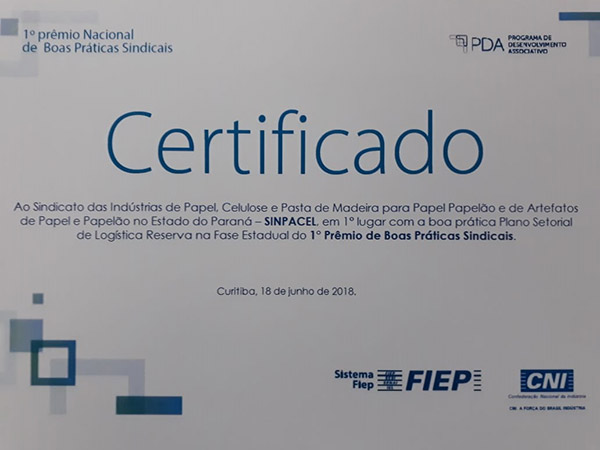 1º prêmio Nacional
de Boas Práticas Sindicais
PDA PROGRAMA DE
DESENVOLVIMENTO
ASSOCIATIVO
Certificado
Ao Sindicato das Indústrias de Papel, Celulose e Pasta de Madeira para Papel Papelão e de Artefatos
de Papel e Papelão no Estado do Paraná – SINPACEL, em 1º lugar com a boa prática Plano Setorial
de Logística Reserva na Fase Estadual do 1º Prêmio de Boas Práticas Sindicais.
Curitiba, 18 de junho de 2018.
Sistema
Fiep
FIEP
CNI
Confederação Nacional da Indústria
CNI. A FORÇA DO BRASIL INDÚSTRIA